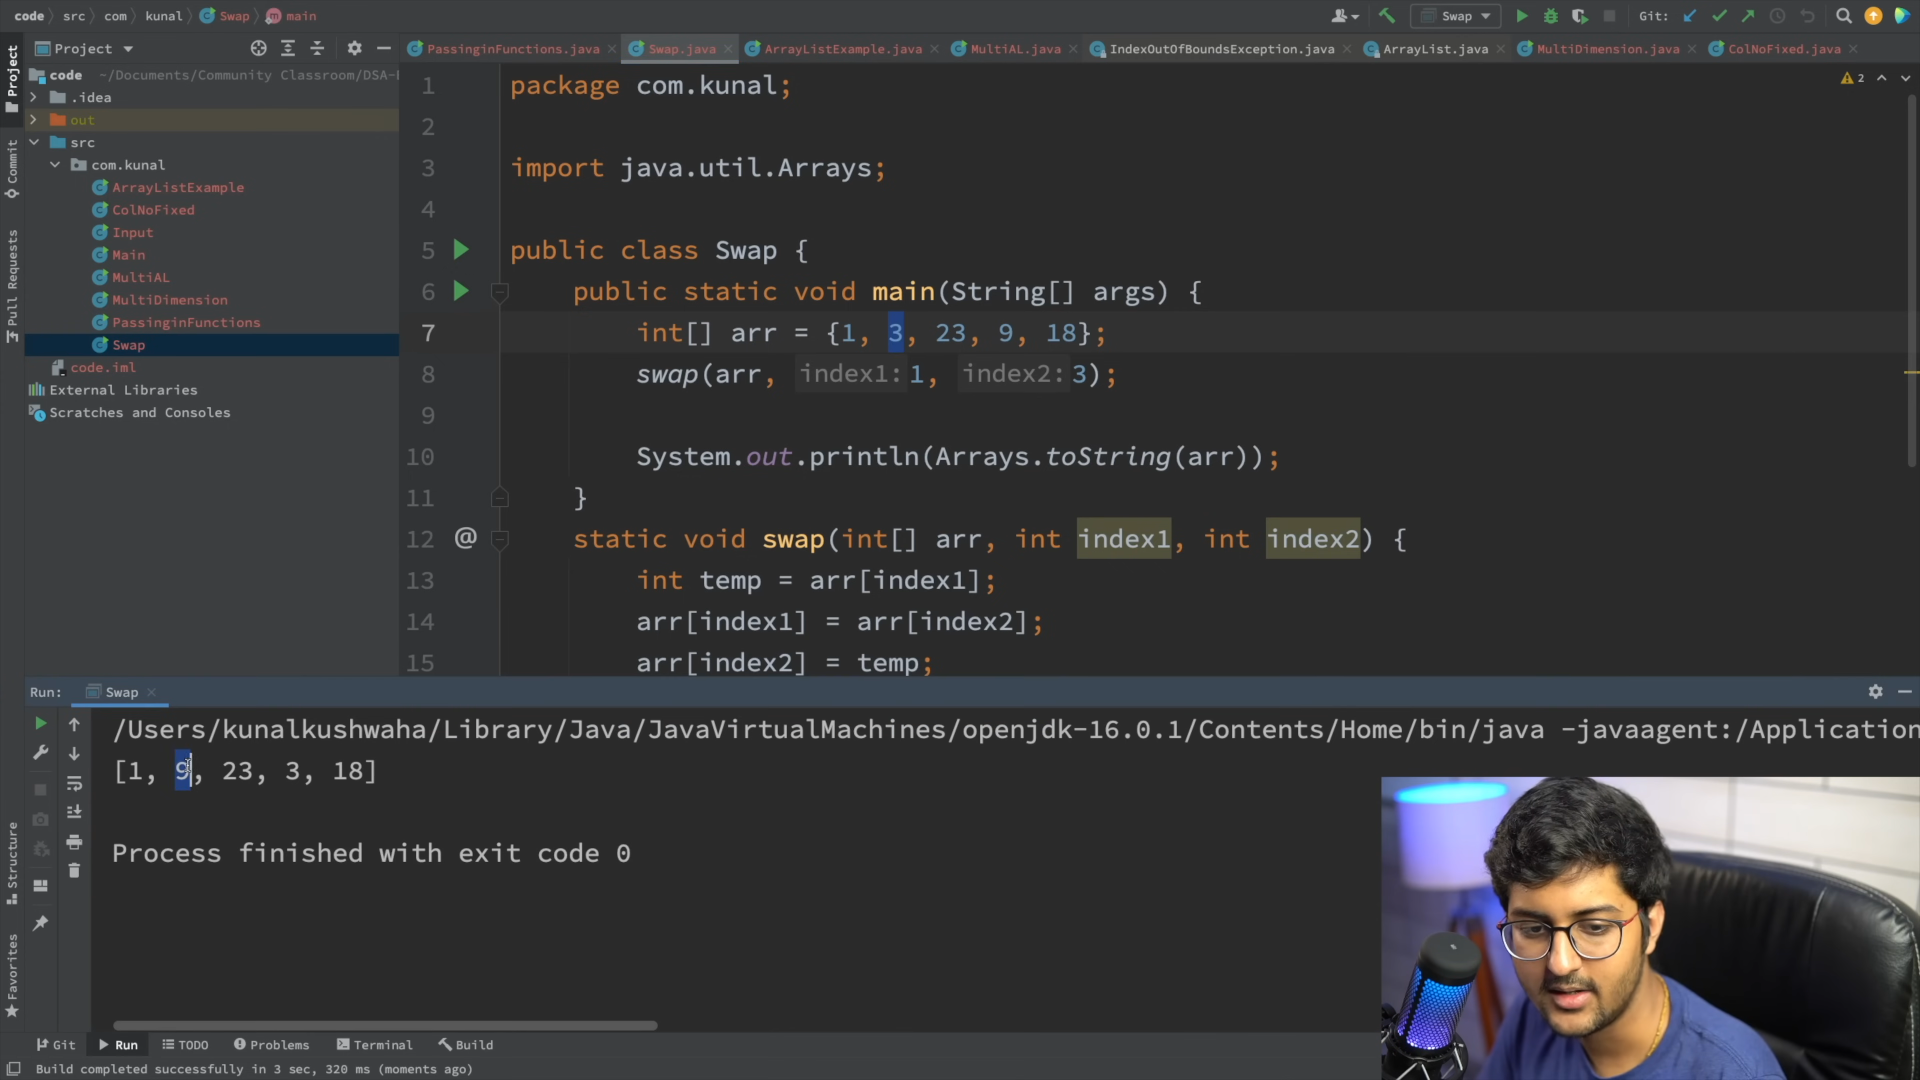 code src com kunal Swap main
Swap
Git:
Project
PassinginFunctions.java
Swap.java
ArrayListExample.java
MultiAL.java
IndexOutOfBoundsException.java
ArrayList.java
MultiDimension.java
ColNoFixed.java
Project
Commit
Pull Requests
Structure
Favorites
code ~/Documents/Community Classroom/DSA-
.idea
out
src
com.kunal
ArrayListExample
ColNoFixed
Input
Main
MultiAL
MultiDimension
PassinginFunctions
Swap
code.iml
External Libraries
Scratches and Consoles
2
1 package com.kunal;
2
3 import java.util.Arrays;
4
5 public class Swap {
6 public static void main(String[] args) {
7 int[] arr = {1, 3, 23, 9, 18};
8 swap(arr, index1: 1, index2: 3);
9
10 System.out.println(Arrays.toString(arr));
11 }
12 @ static void swap(int[] arr, int index1, int index2) {
13 int temp = arr[index1];
14 arr[index1] = arr[index2];
15 arr[index2] = temp;
Run: Swap
/Users/kunalkushwaha/Library/Java/JavaVirtualMachines/openjdk-16.0.1/Contents/Home/bin/java -javaagent:/Application
[1, 9, 23, 3, 18]
Process finished with exit code 0
Git Run TODO Problems Terminal Build
Build completed successfully in 3 sec, 320 ms (moments ago)